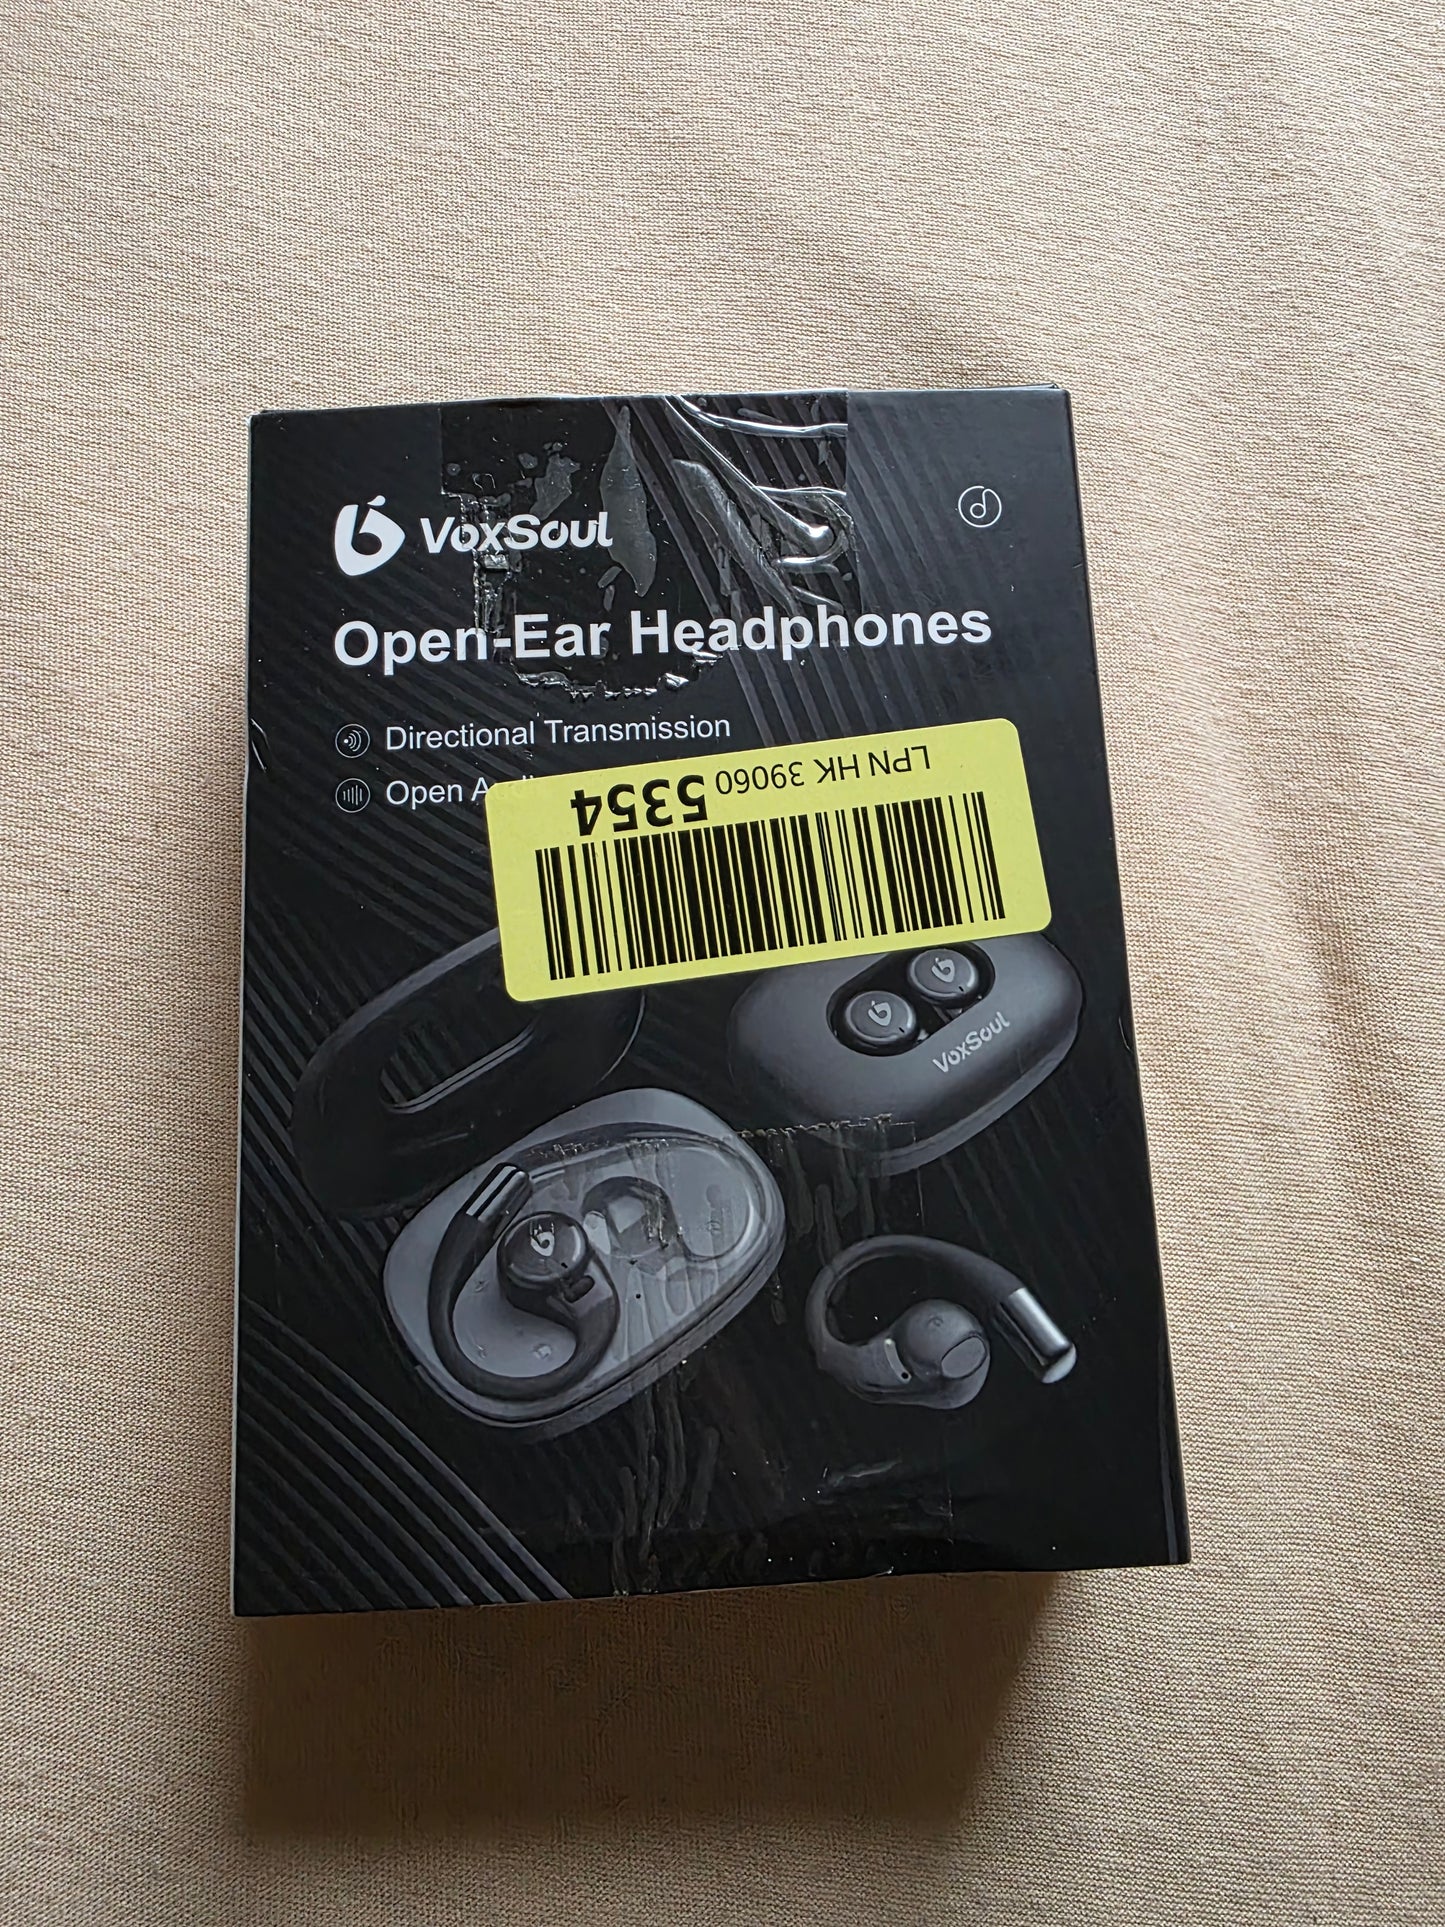 VoxSoul
Open-Ear Headphones
Directional Transmission
Open
LPN HK 39060 5354
VoxSoul